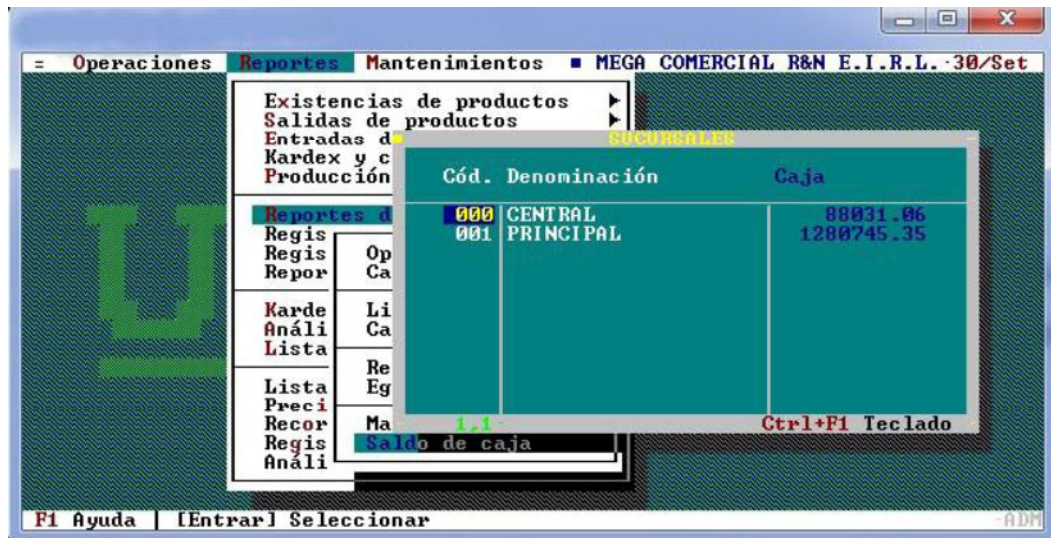 = Operaciones Reportes Mantenimientos ■ MEGA COMERCIAL R&N E.I.R.L. 30/Set
Existencias de productos ▶
Salidas de productos ▶
Entradas d
Kardex y c
Producción
Reportes d
Regis
Regis
Repor
Karde
Análi
Lista
Lista
Preci
Recor
Regis
Análi
Op
Ca
Li
Ca
Re
Eg
Ma
Saldo de caja
SUCURSALES
Cód. Denominación Caja
000 CENTRAL 88031.06
001 PRINCIPAL 1280745.35
1,1 Ctrl+F1 Teclado
F1 Ayuda | [Entrar] Seleccionar -ADM